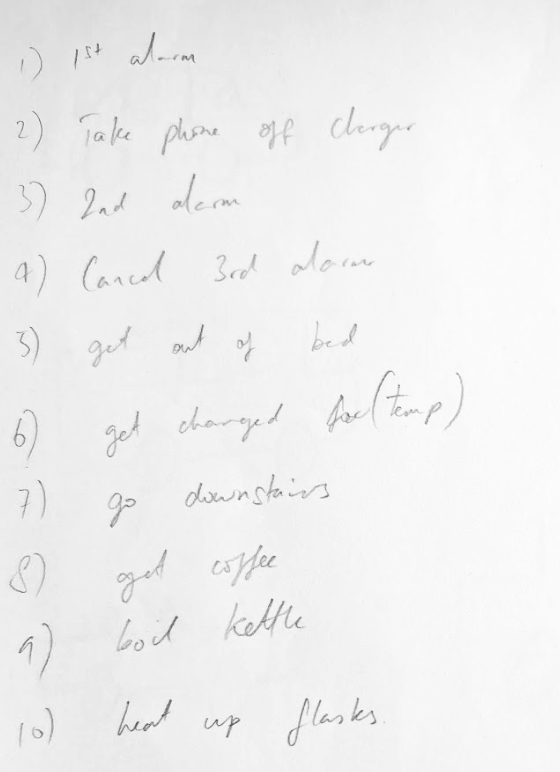 1) 1st alarm
2) Take phone off charger
3) 2nd alarm
4) Cancel 3rd alarm
5) get out of bed
6) get changed (temp)
7) go downstairs
8) get coffee
9) boil kettle
10) heat up flasks.